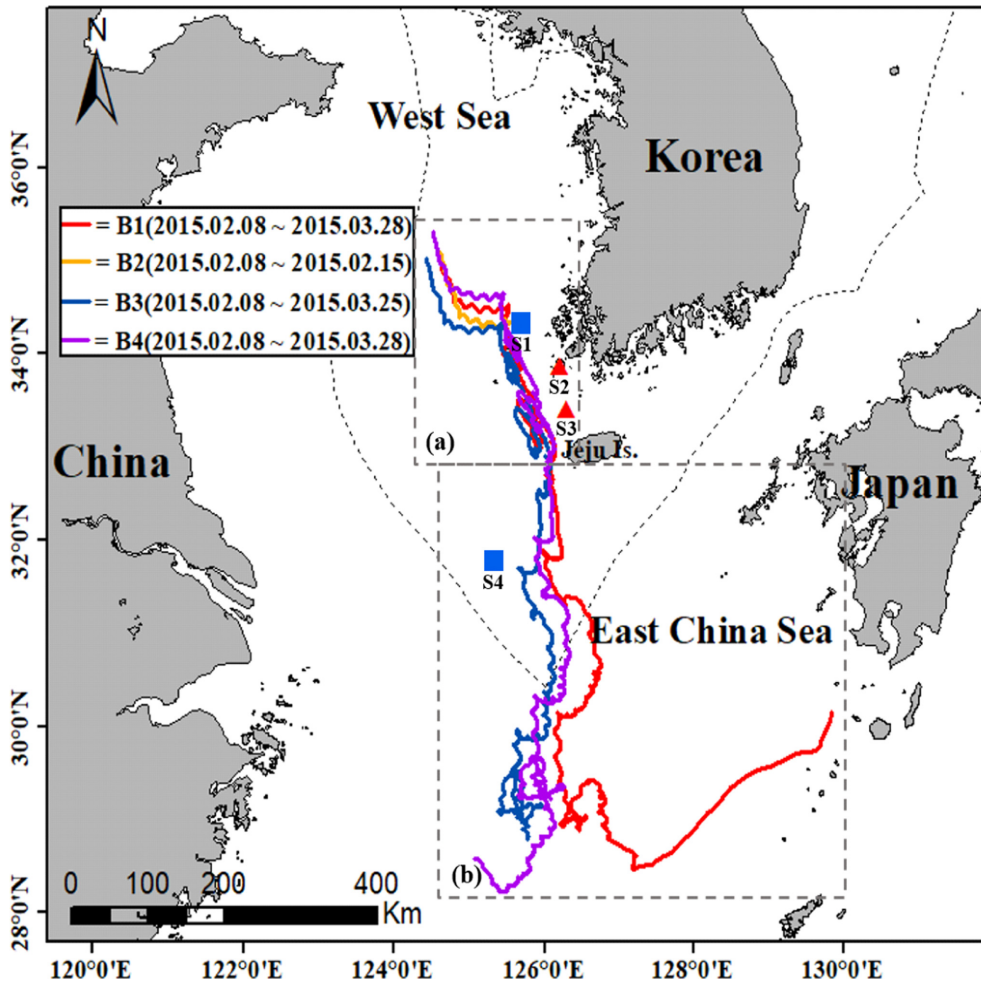 N
West Sea
Korea
36°0'N
= B1(2015.02.08 ~ 2015.03.28)
= B2(2015.02.08 ~ 2015.02.15)
= B3(2015.02.08 ~ 2015.03.25)
= B4(2015.02.08 ~ 2015.03.28)
34°0'N
S1
S2
S3
(a)
Jeju Is.
China
Japan
32°0'N
S4
East China Sea
30°0'N
(b)
0 100 200 400
Km
28°0'N
120°0'E 122°0'E 124°0'E 126°0'E 128°0'E 130°0'E